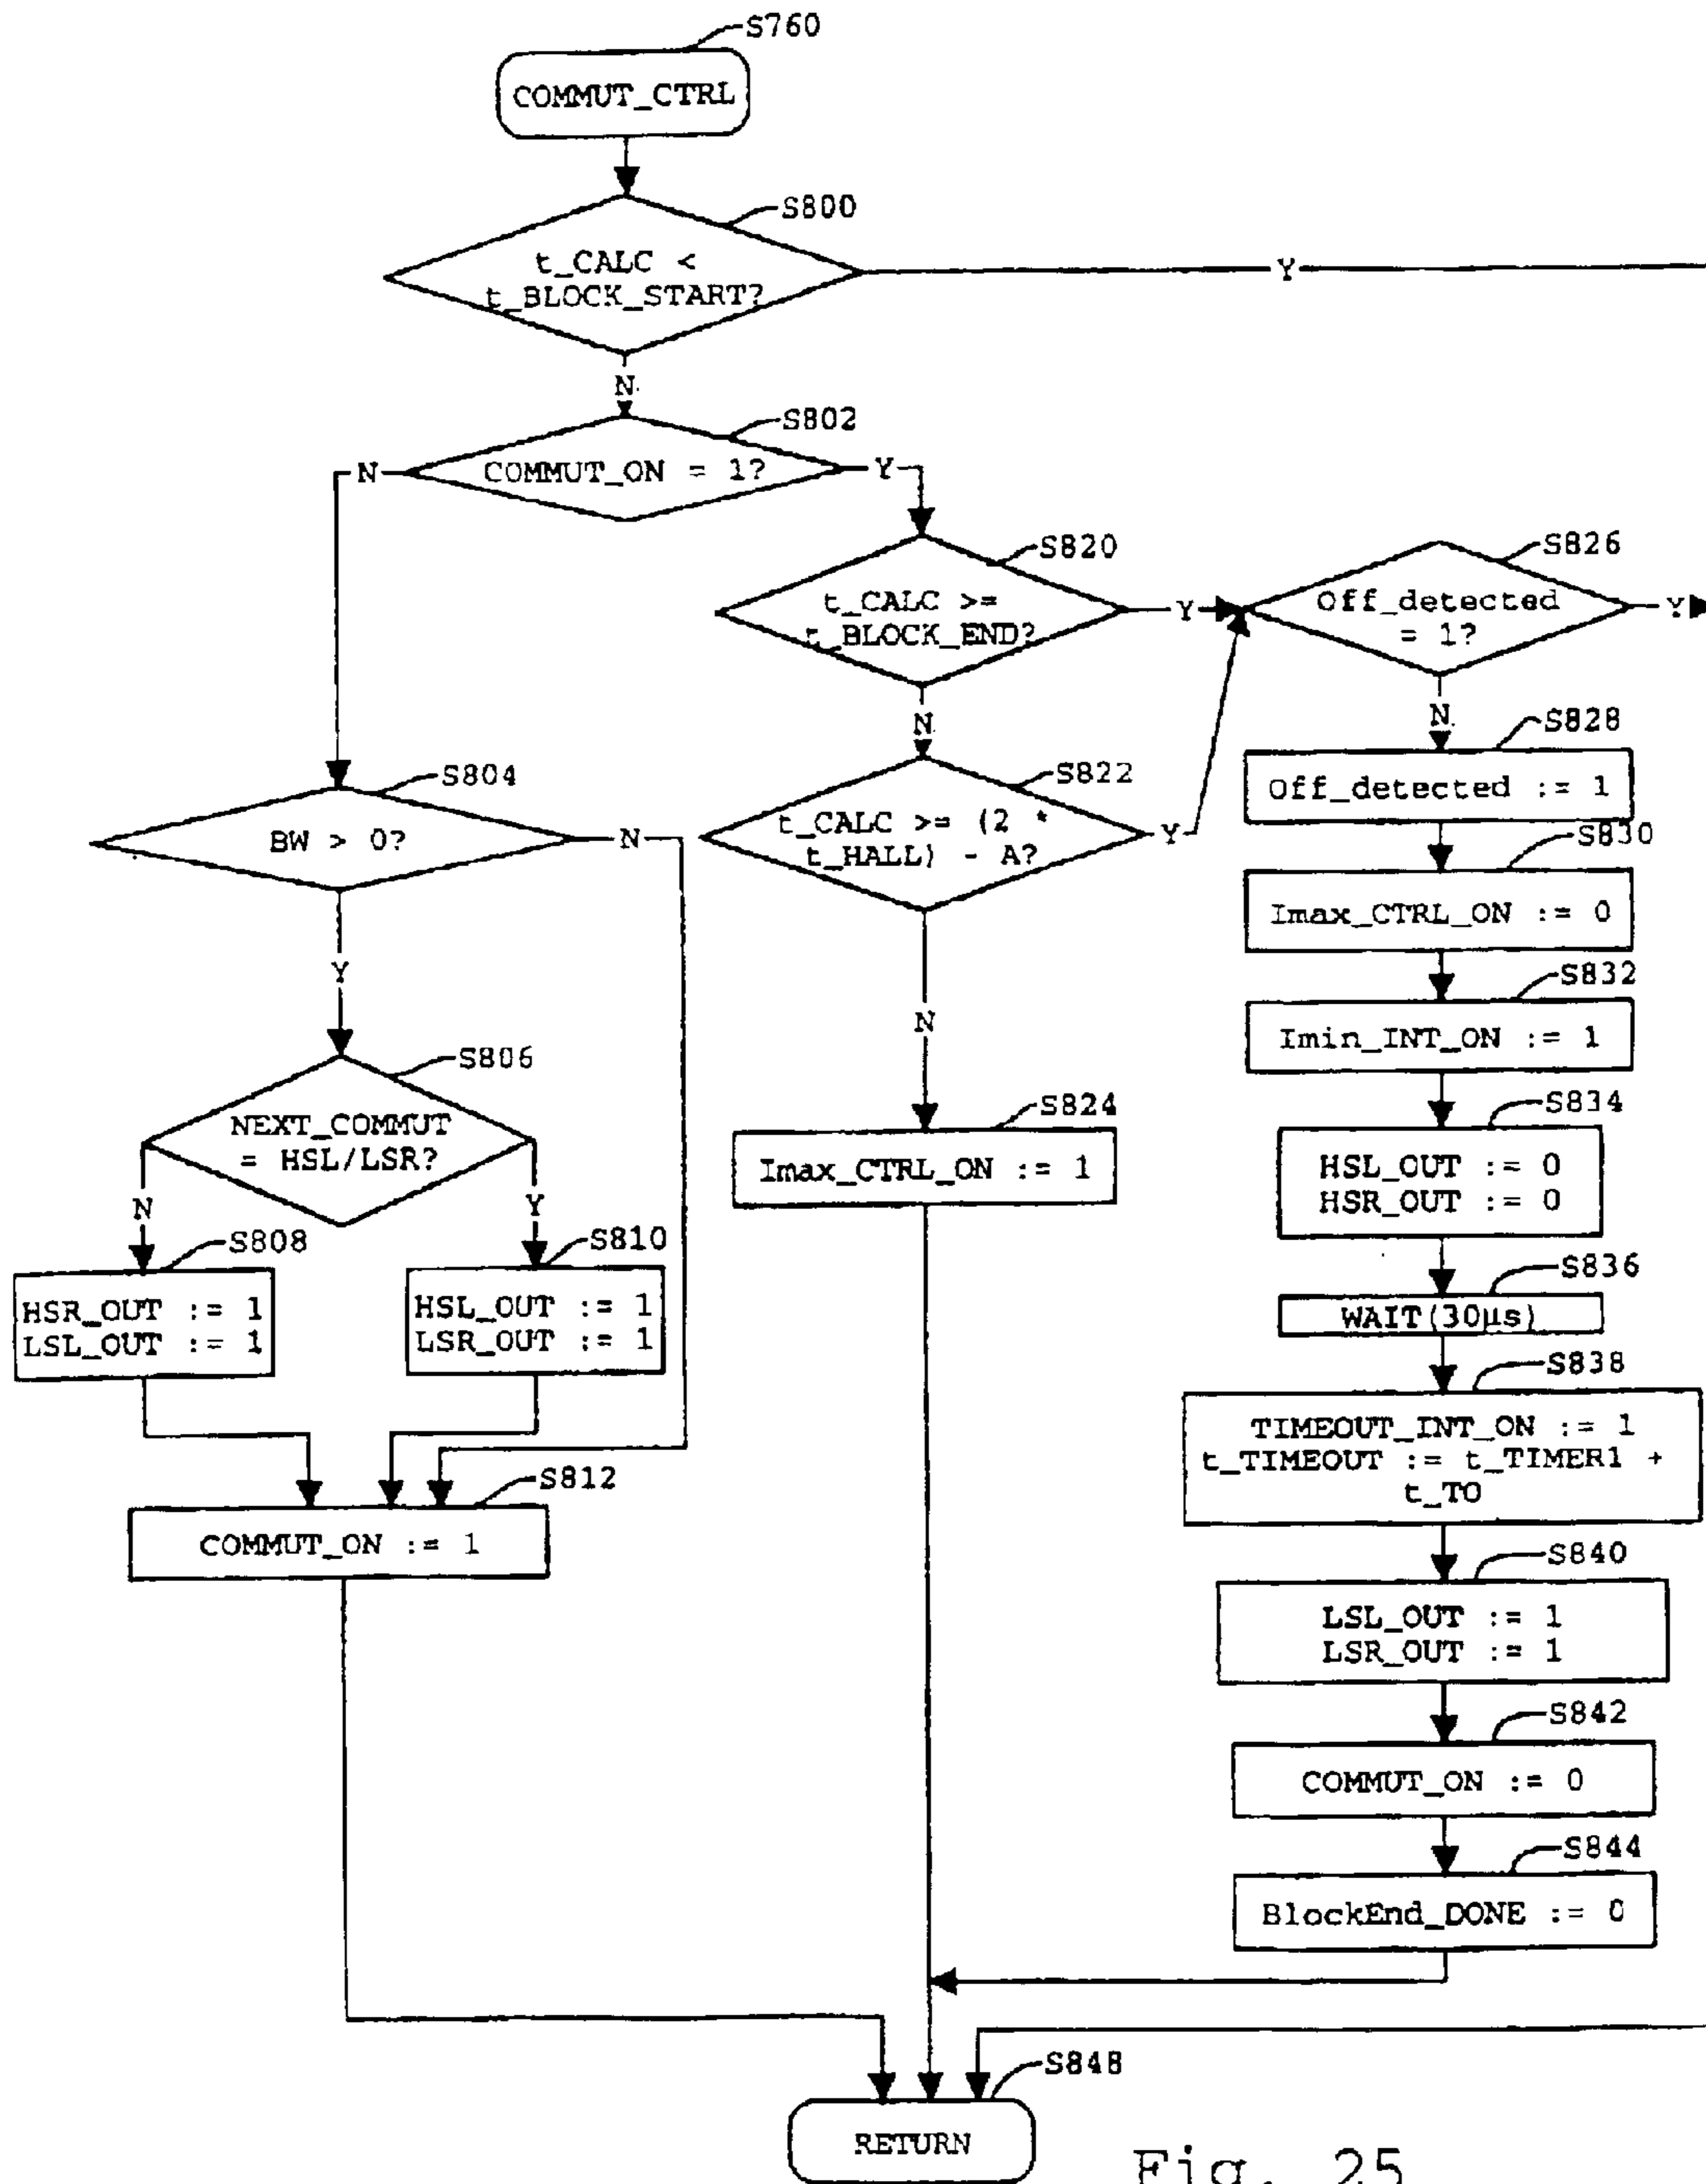 S760
COMMUT_CTRL
S800
t_CALC <
t_BLOCK_START?
Y
N
S802
COMMUT_ON = 1?
N
Y
S820
t_CALC >=
t_BLOCK_END?
Y
N
S826
Off_detected
= 1?
Y
N
S804
BW > 0?
N
Y
S822
t_CALC >= (2 *
t_HALL) - A?
Y
N
S828
Off_detected := 1
S830
Imax_CTRL_ON := 0
S832
Imin_INT_ON := 1
S806
NEXT_COMMUT
= HSL/LSR?
N
Y
S824
Imax_CTRL_ON := 1
S834
HSL_OUT := 0
HSR_OUT := 0
S808
HSR_OUT := 1
LSL_OUT := 1
S810
HSL_OUT := 1
LSR_OUT := 1
S836
WAIT(30µs)
S838
TIMEOUT_INT_ON := 1
t_TIMEOUT := t_TIMER1 +
t_TO
S812
COMMUT_ON := 1
S840
LSL_OUT := 1
LSR_OUT := 1
S842
COMMUT_ON := 0
S844
BlockEnd_DONE := 0
S848
RETURN
Fig. 25